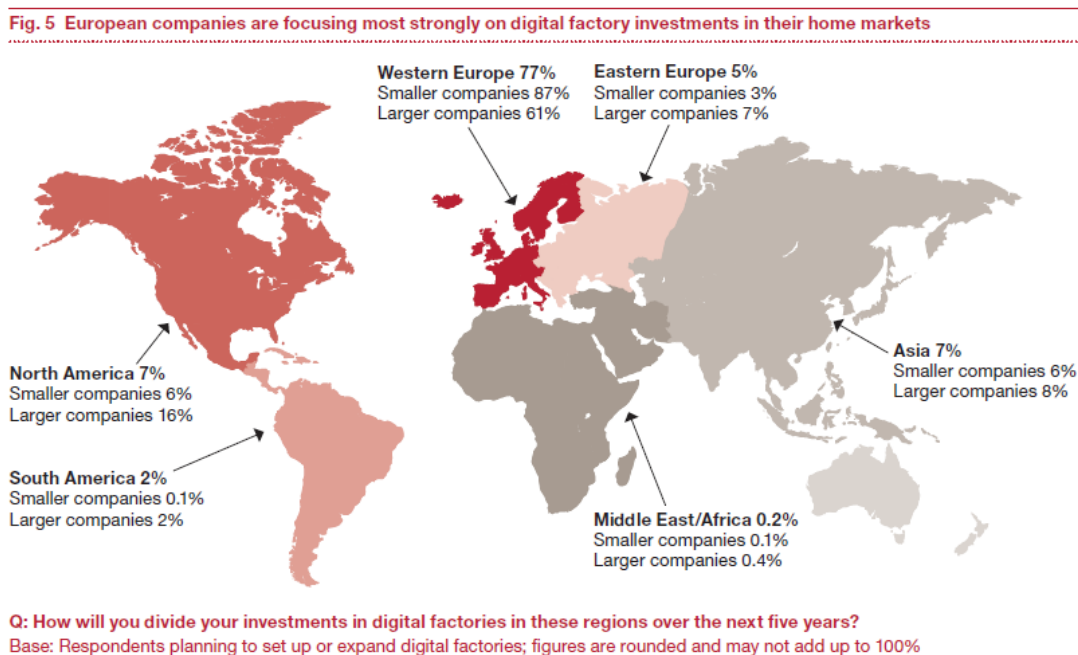 Fig. 5 European companies are focusing most strongly on digital factory investments in their home markets
Western Europe 77%
Smaller companies 87%
Larger companies 61%
Eastern Europe 5%
Smaller companies 3%
Larger companies 7%
North America 7%
Smaller companies 6%
Larger companies 16%
Asia 7%
Smaller companies 6%
Larger companies 8%
South America 2%
Smaller companies 0.1%
Larger companies 2%
Middle East/Africa 0.2%
Smaller companies 0.1%
Larger companies 0.4%
Q: How will you divide your investments in digital factories in these regions over the next five years?
Base: Respondents planning to set up or expand digital factories; figures are rounded and may not add up to 100%